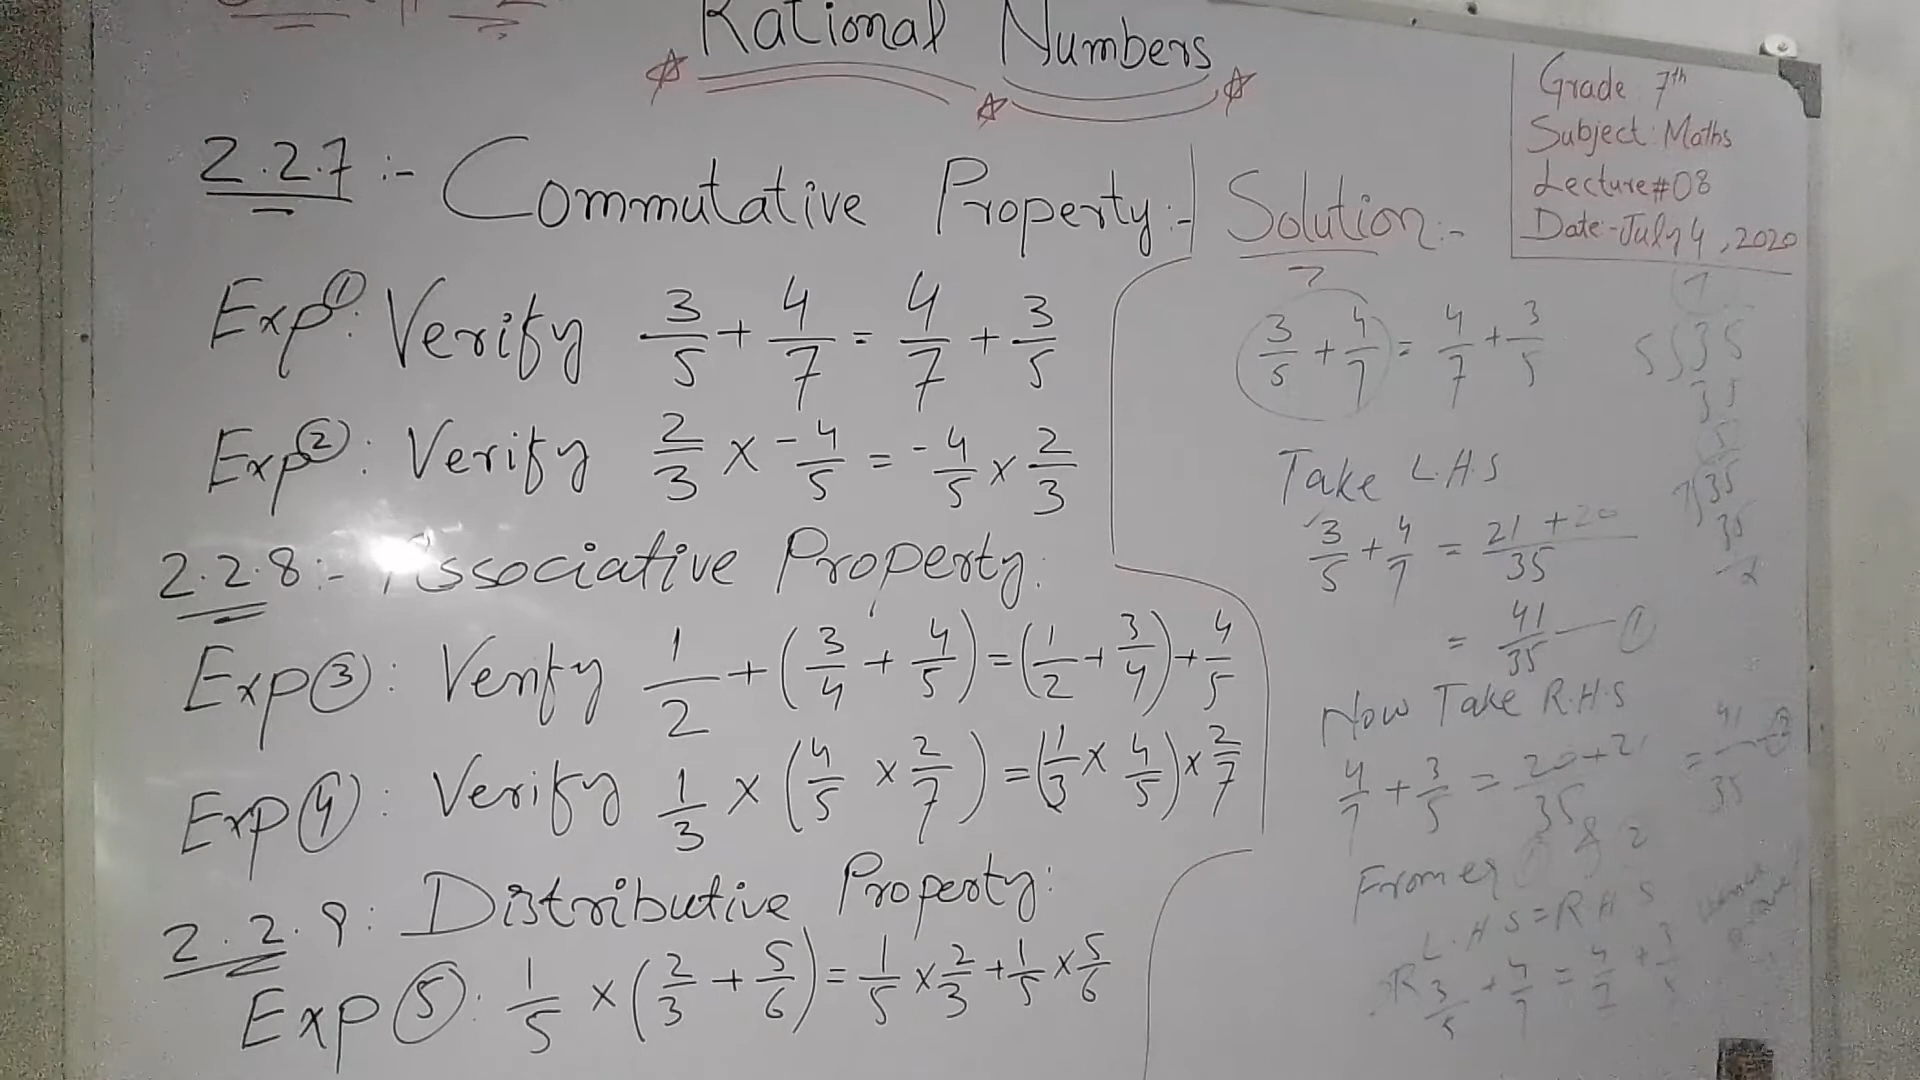 Rational Numbers
Grade 7th
Subject: Maths
Lecture#08
Date:-July 4, 2020
2.2.7:- Commutative Property:-
Exp①: Verify 3/5 + 4/7 = 4/7 + 3/5
Exp②: Verify 2/3 × -4/5 = -4/5 × 2/3
2.2.8:- Associative Property:
Exp③: Verify 1/2 + (3/4 + 4/5) = (1/2 + 3/4) + 4/5
Exp④: Verify 1/3 × (4/5 × 2/7) = (1/3 × 4/5) × 2/7
2.2.9: Distributive Property:
Exp⑤: 1/5 × (2/3 + 5/6) = 1/5 × 2/3 + 1/5 × 5/6
Solution:-
3/5 + 4/7 = 4/7 + 3/5
Take L.H.S
3/5 + 4/7 = 21+20/35
= 41/35 — ①
Now Take R.H.S
4/7 + 3/5 = 20+21/35 = 41/35 — ②
From eq ① & 2
L.H.S=R.H.S
3/5 + 4/7 = 4/7 + 3/5
7
5)35
35
5
7)35
35